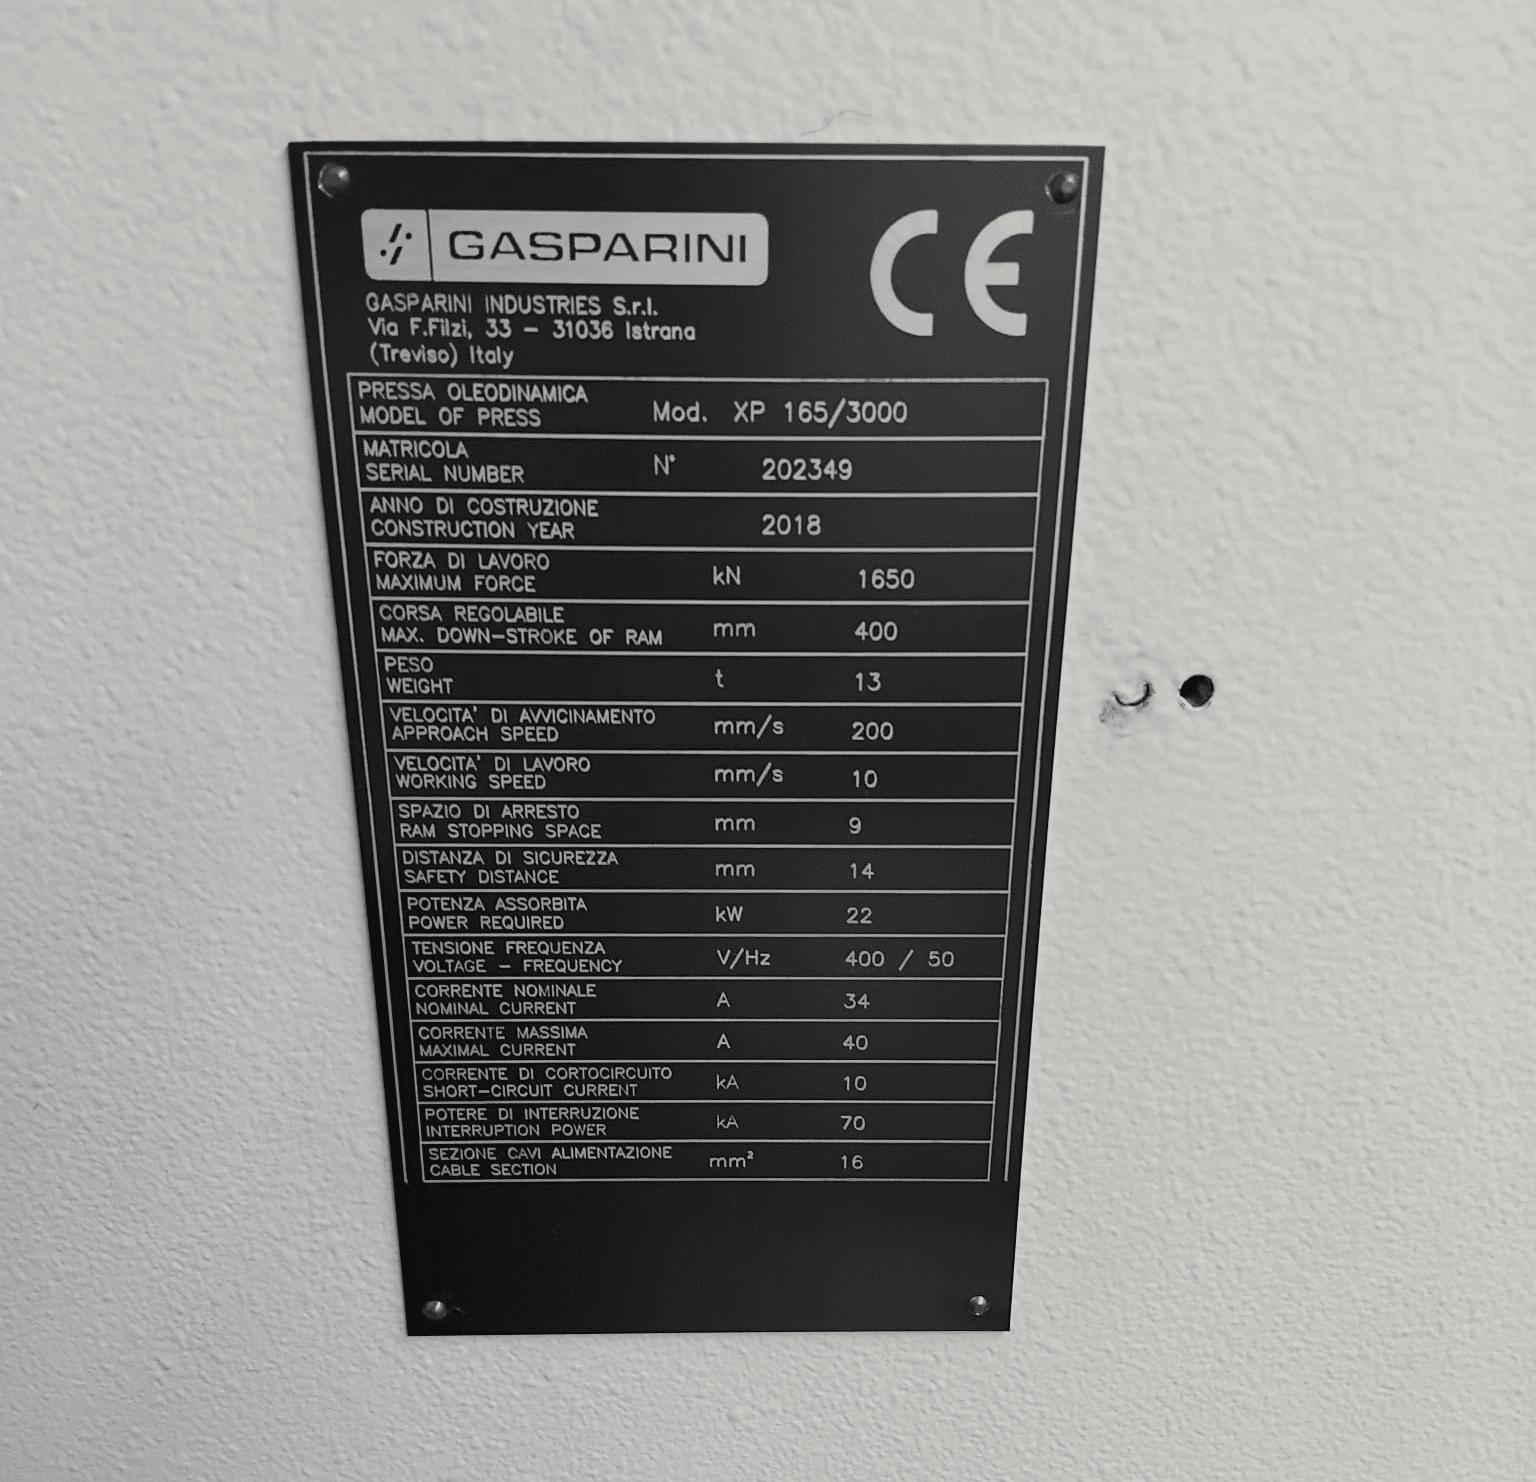 GASPARINI
CE
GASPARINI INDUSTRIES S.r.l.
Via F.Filzi, 33 – 31036 Istrana
(Treviso) Italy
PRESSA OLEODINAMICA
MODEL OF PRESS Mod. XP 165/3000
MATRICOLA
SERIAL NUMBER N° 202349
ANNO DI COSTRUZIONE
CONSTRUCTION YEAR 2018
FORZA DI LAVORO
MAXIMUM FORCE kN 1650
CORSA REGOLABILE
MAX. DOWN–STROKE OF RAM mm 400
PESO
WEIGHT t 13
VELOCITA' DI AVVICINAMENTO
APPROACH SPEED mm/s 200
VELOCITA' DI LAVORO
WORKING SPEED mm/s 10
SPAZIO DI ARRESTO
RAM STOPPING SPACE mm 9
DISTANZA DI SICUREZZA
SAFETY DISTANCE mm 14
POTENZA ASSORBITA
POWER REQUIRED kW 22
TENSIONE FREQUENZA
VOLTAGE – FREQUENCY V/Hz 400 / 50
CORRENTE NOMINALE
NOMINAL CURRENT A 34
CORRENTE MASSIMA
MAXIMAL CURRENT A 40
CORRENTE DI CORTOCIRCUITO
SHORT–CIRCUIT CURRENT kA 10
POTERE DI INTERRUZIONE
INTERRUPTION POWER kA 70
SEZIONE CAVI ALIMENTAZIONE
CABLE SECTION mm² 16